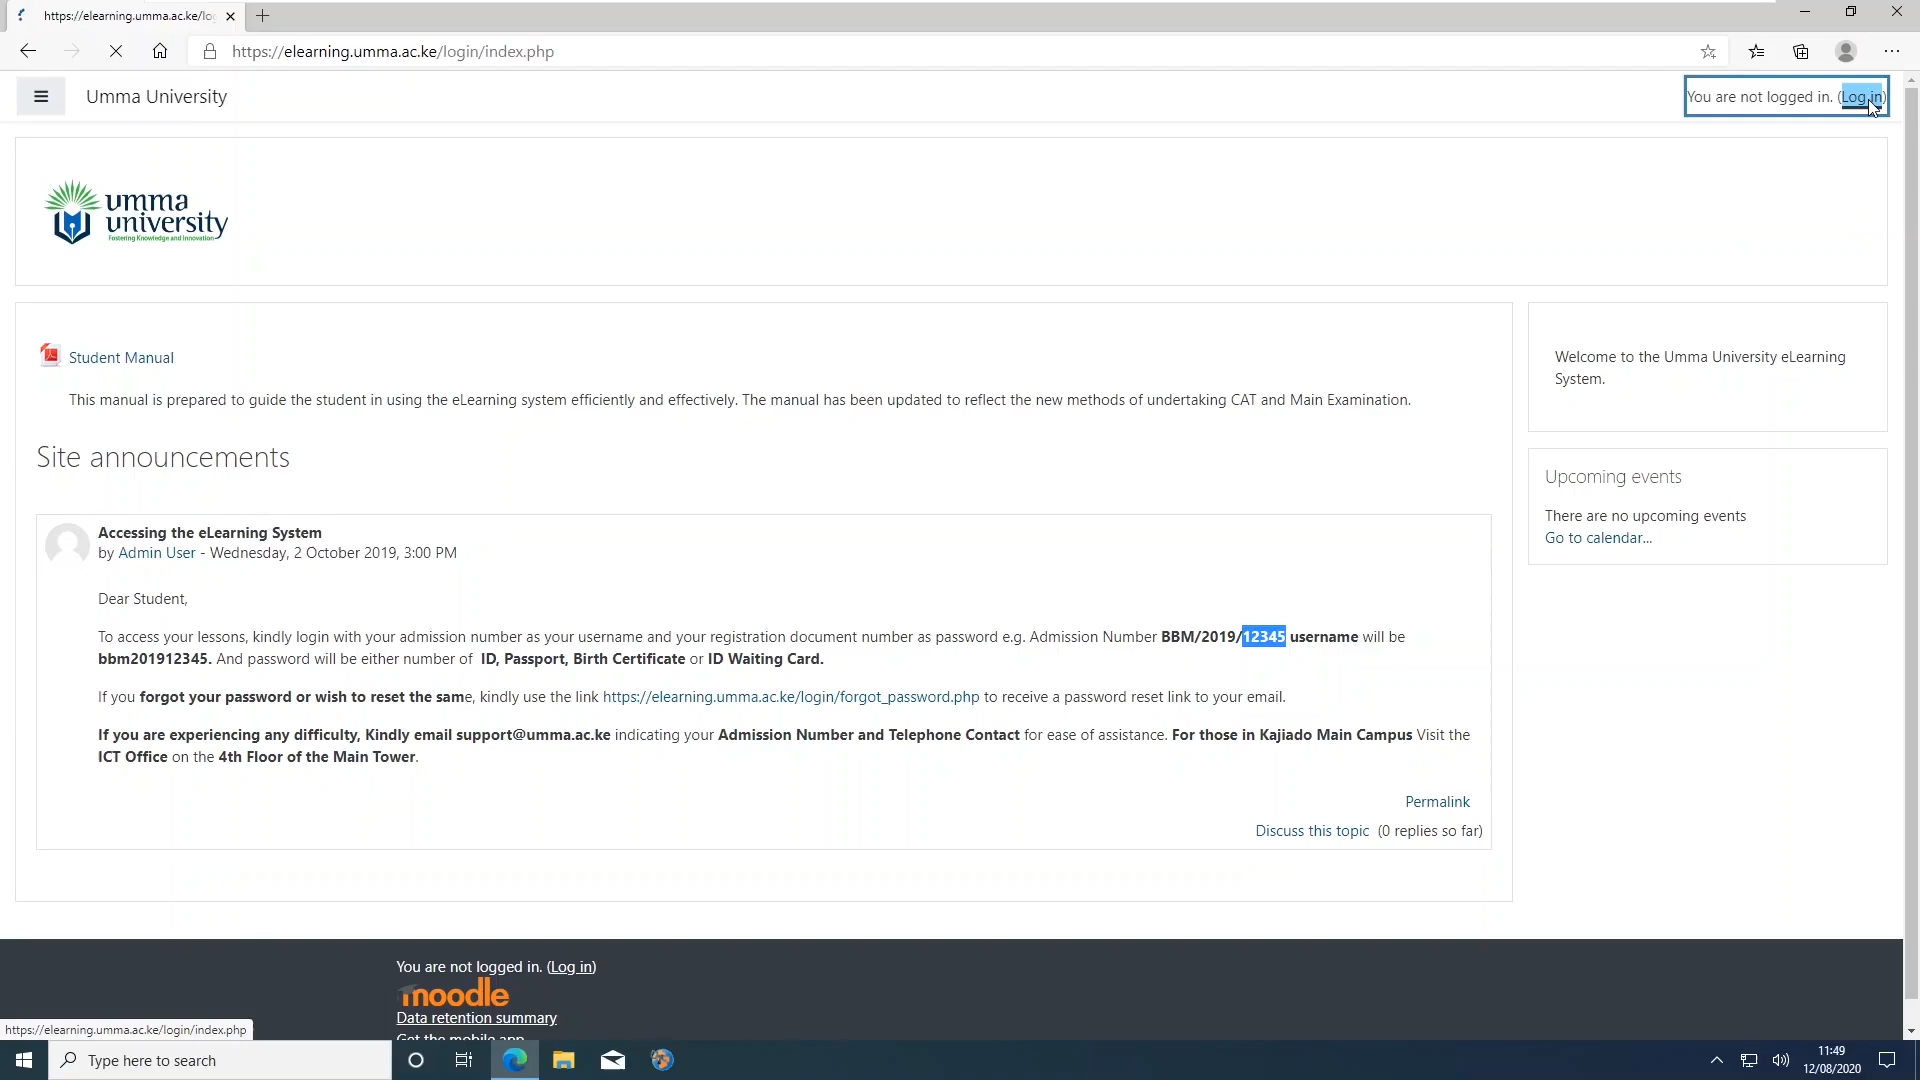 https://elearning.umma.ac.ke/lo
https://elearning.umma.ac.ke/login/index.php
Umma University
You are not logged in. (Log in)
umma
university
Fostering Knowledge and Innovation
Student Manual
This manual is prepared to guide the student in using the eLearning system efficiently and effectively. The manual has been updated to reflect the new methods of undertaking CAT and Main Examination.
Welcome to the Umma University eLearning
System.
Site announcements
Upcoming events
There are no upcoming events
Go to calendar...
Accessing the eLearning System
by Admin User - Wednesday, 2 October 2019, 3:00 PM
Dear Student,
To access your lessons, kindly login with your admission number as your username and your registration document number as password e.g. Admission Number BBM/2019/12345 username will be
bbm201912345. And password will be either number of ID, Passport, Birth Certificate or ID Waiting Card.
If you forgot your password or wish to reset the same, kindly use the link https://elearning.umma.ac.ke/login/forgot_password.php to receive a password reset link to your email.
If you are experiencing any difficulty, Kindly email support@umma.ac.ke indicating your Admission Number and Telephone Contact for ease of assistance. For those in Kajiado Main Campus Visit the
ICT Office on the 4th Floor of the Main Tower.
Permalink
Discuss this topic (0 replies so far)
You are not logged in. (Log in)
moodle
Data retention summary
Get the mobile app
https://elearning.umma.ac.ke/login/index.php
Type here to search
11:49
12/08/2020